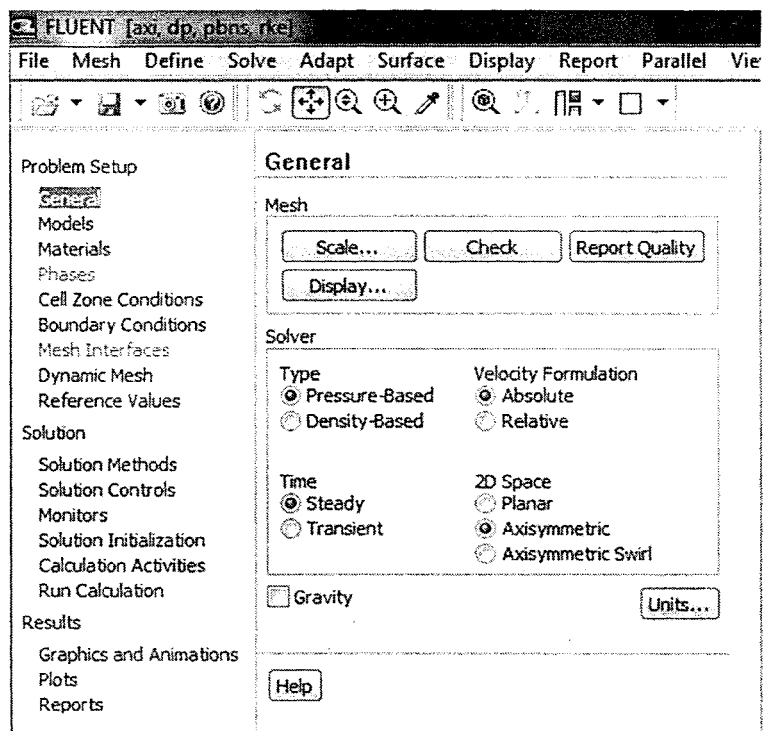 FLUENT [axi, dp, pbns, rke]
File Mesh Define Solve Adapt Surface Display Report Parallel Vie
Problem Setup
General
Models
Materials
Phases
Cell Zone Conditions
Boundary Conditions
Mesh Interfaces
Dynamic Mesh
Reference Values
Solution
Solution Methods
Solution Controls
Monitors
Solution Initialization
Calculation Activities
Run Calculation
Results
Graphics and Animations
Plots
Reports
General
Mesh
Scale... Check Report Quality
Display...
Solver
Type
Pressure-Based
Density-Based
Velocity Formulation
Absolute
Relative
Time
Steady
Transient
2D Space
Planar
Axisymmetric
Axisymmetric Swirl
Gravity
Units...
Help